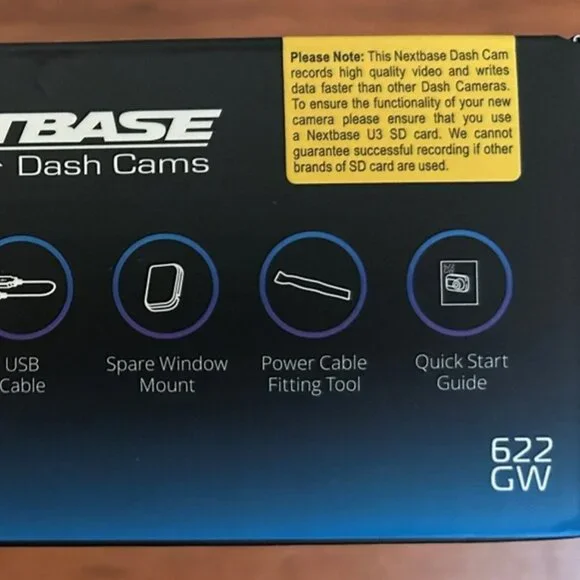 Please Note: This Nextbase Dash Cam
records high quality video and writes
data faster than other Dash Cameras.
To ensure the functionality of your new
camera please ensure that you use
a Nextbase U3 SD card. We cannot
guarantee successful recording if other
brands of SD card are used.
TBASE
r Dash Cams
USB
Cable
Spare Window
Mount
Power Cable
Fitting Tool
Quick Start
Guide
622
GW